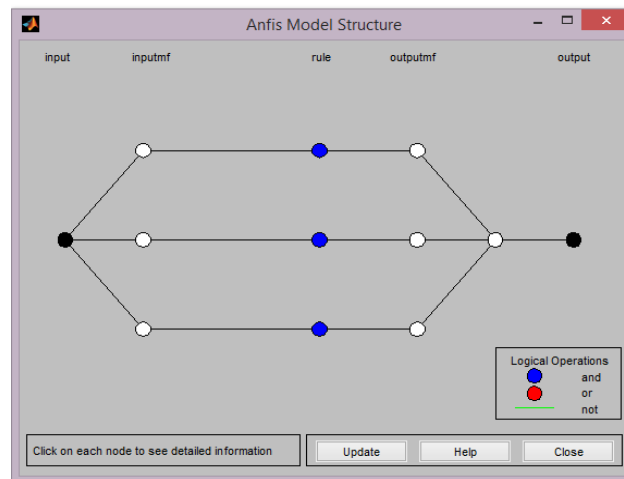 Anfis Model Structure
input inputmf rule outputmf output
Logical Operations
and
or
not
Click on each node to see detailed information
Update Help Close